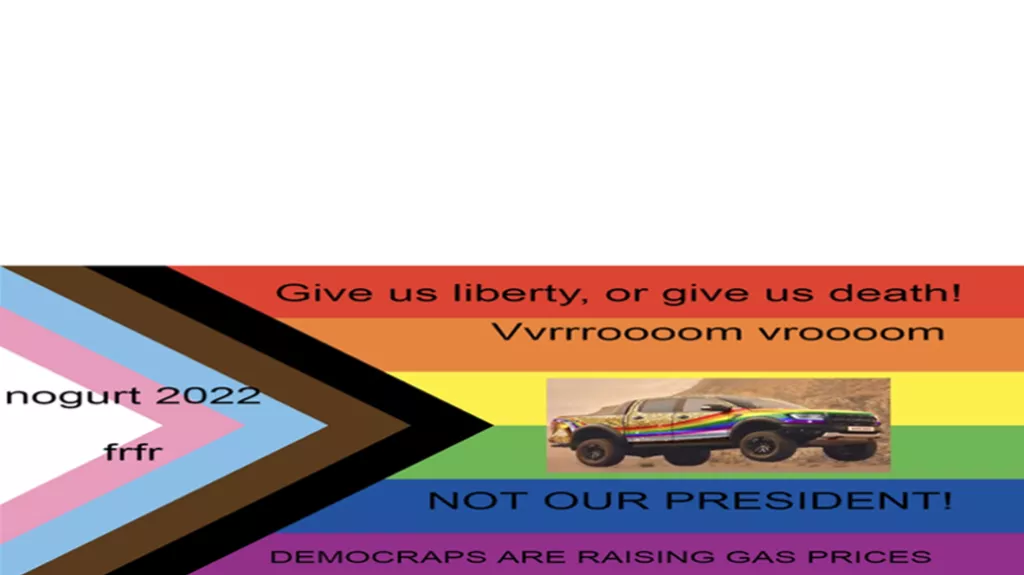 Give us liberty, or give us death!
Vvrrroooom vroooom
nogurt 2022
frfr
NOT OUR PRESIDENT!
DEMOCRAPS ARE RAISING GAS PRICES